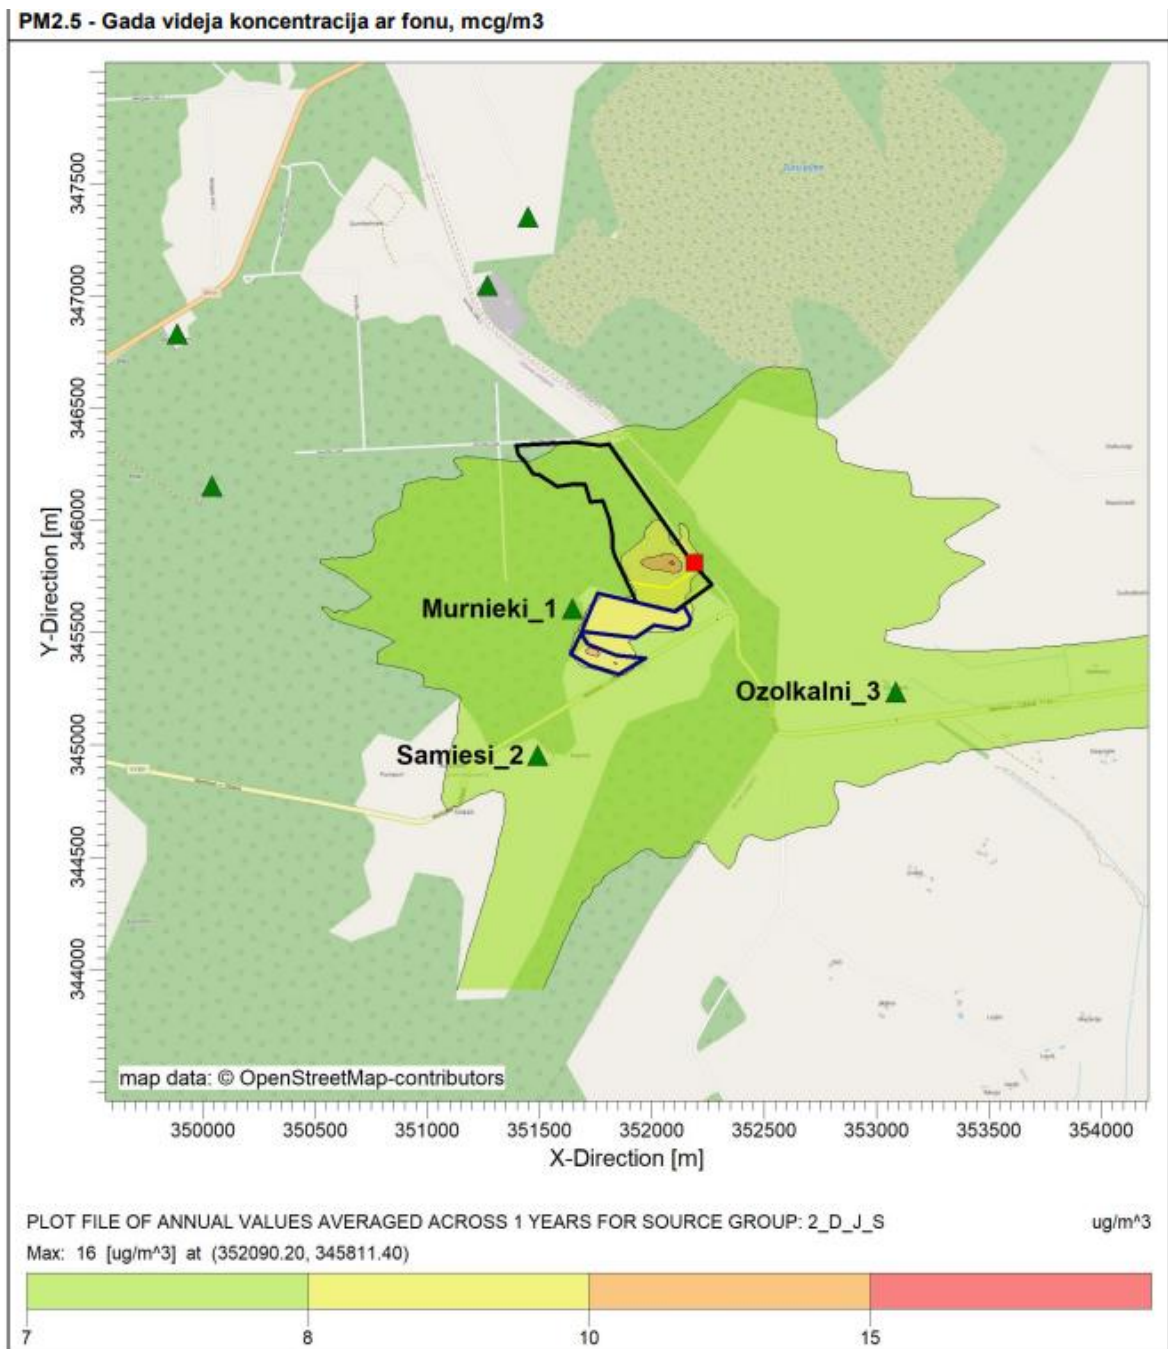 PM2.5 - Gada videja koncentracija ar fonu, mcg/m3
347500
347000
346500
346000
345500
345000
344500
344000
Y-Direction [m]
Murnieki_1
Ozolkalni_3
Samiesi_2
map data: © OpenStreetMap-contributors
350000 350500 351000 351500 352000 352500 353000 353500 354000
X-Direction [m]
PLOT FILE OF ANNUAL VALUES AVERAGED ACROSS 1 YEARS FOR SOURCE GROUP: 2_D_J_S ug/m^3
Max: 16 [ug/m^3] at (352090.20, 345811.40)
7 8 10 15